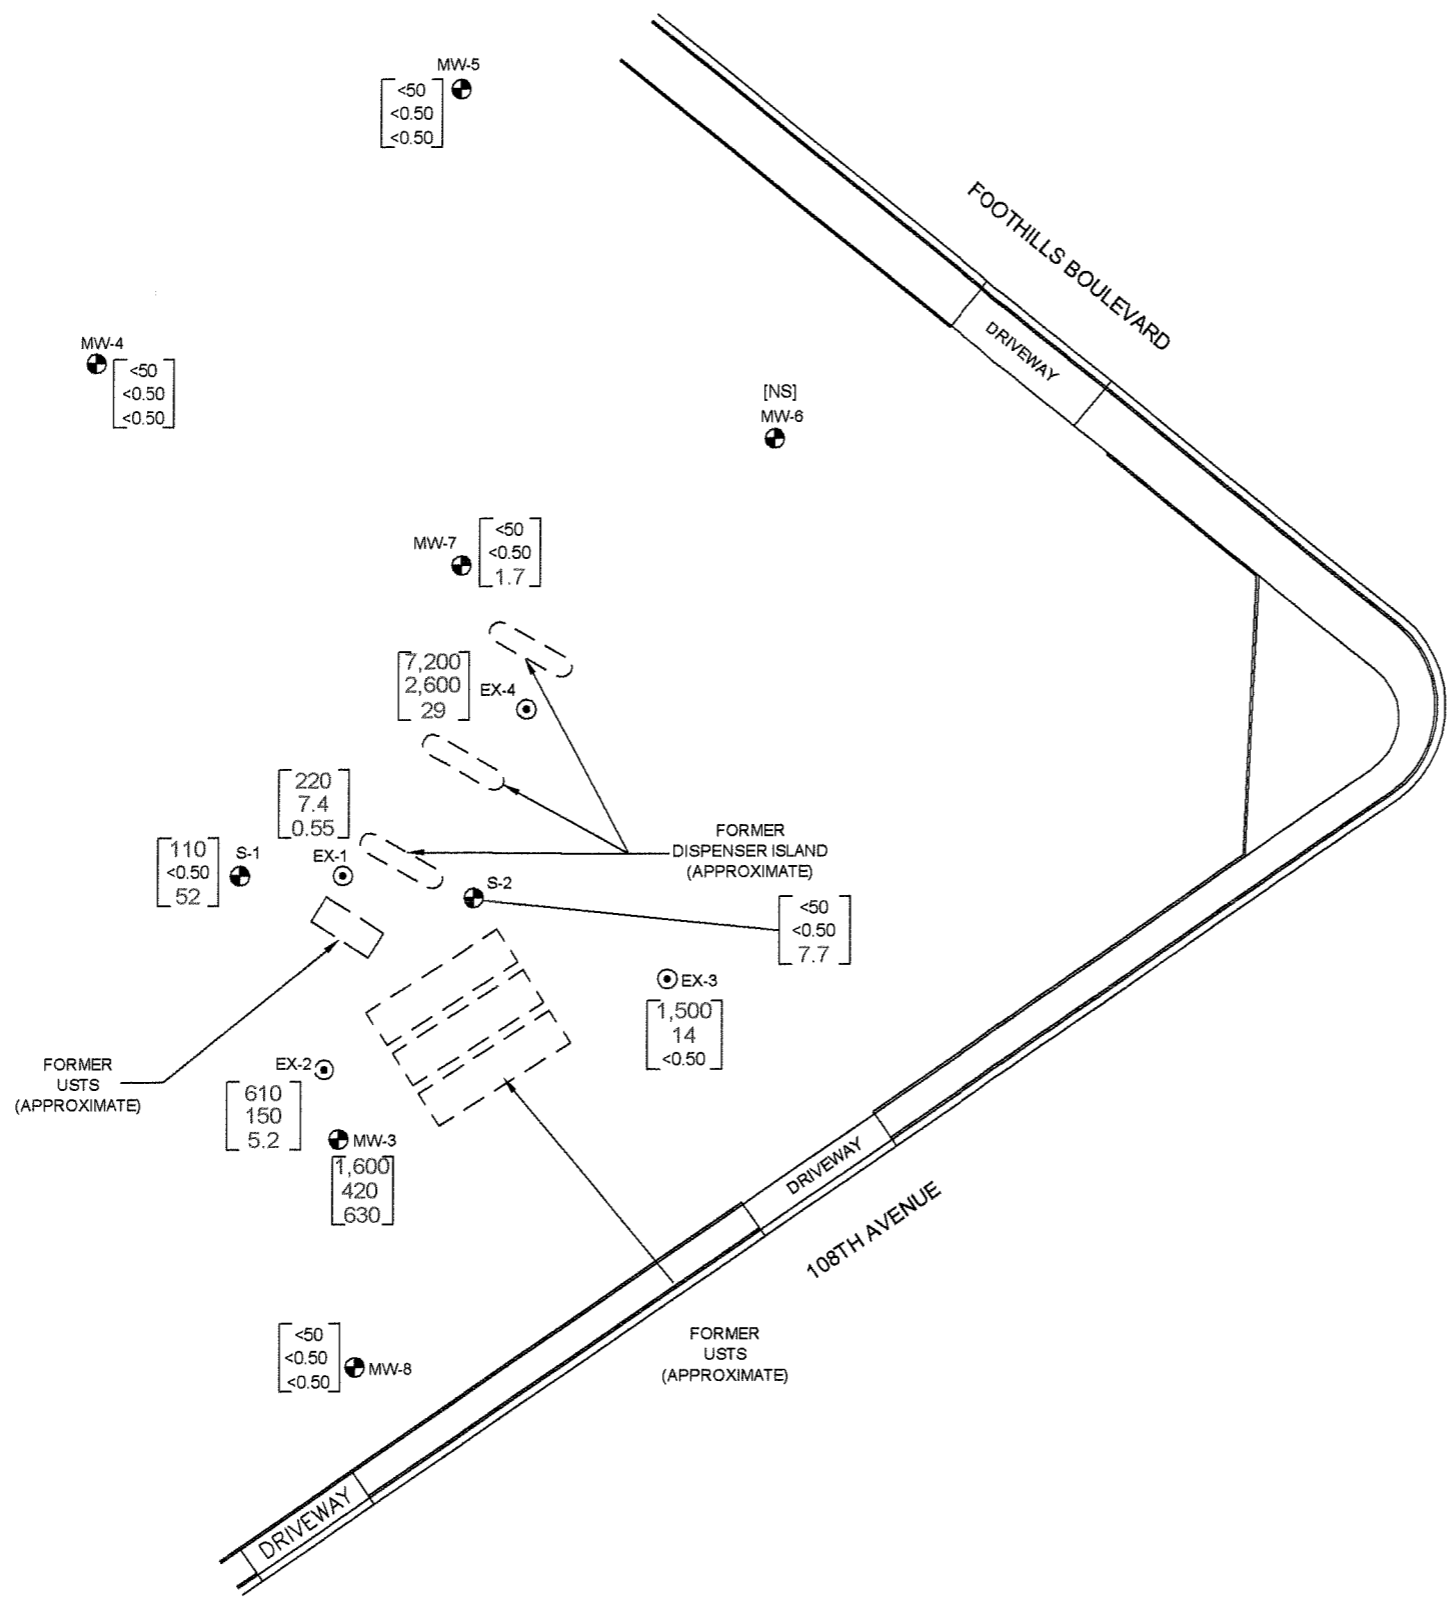 MW-5
<50
<0.50
<0.50
FOOTHILLS BOULEVARD
DRIVEWAY
MW-4
<50
<0.50
<0.50
[NS]
MW-6
MW-7
<50
<0.50
1.7
7,200
2,600
29
EX-4
220
7.4
0.55
EX-1
110
<0.50
52
S-1
FORMER
DISPENSER ISLAND
(APPROXIMATE)
S-2
<50
<0.50
7.7
EX-3
1,500
14
<0.50
FORMER
USTS
(APPROXIMATE)
EX-2
610
150
5.2
MW-3
1,600
420
630
DRIVEWAY
108TH AVENUE
FORMER
USTS
(APPROXIMATE)
<50
<0.50
<0.50
MW-8
DRIVEWAY